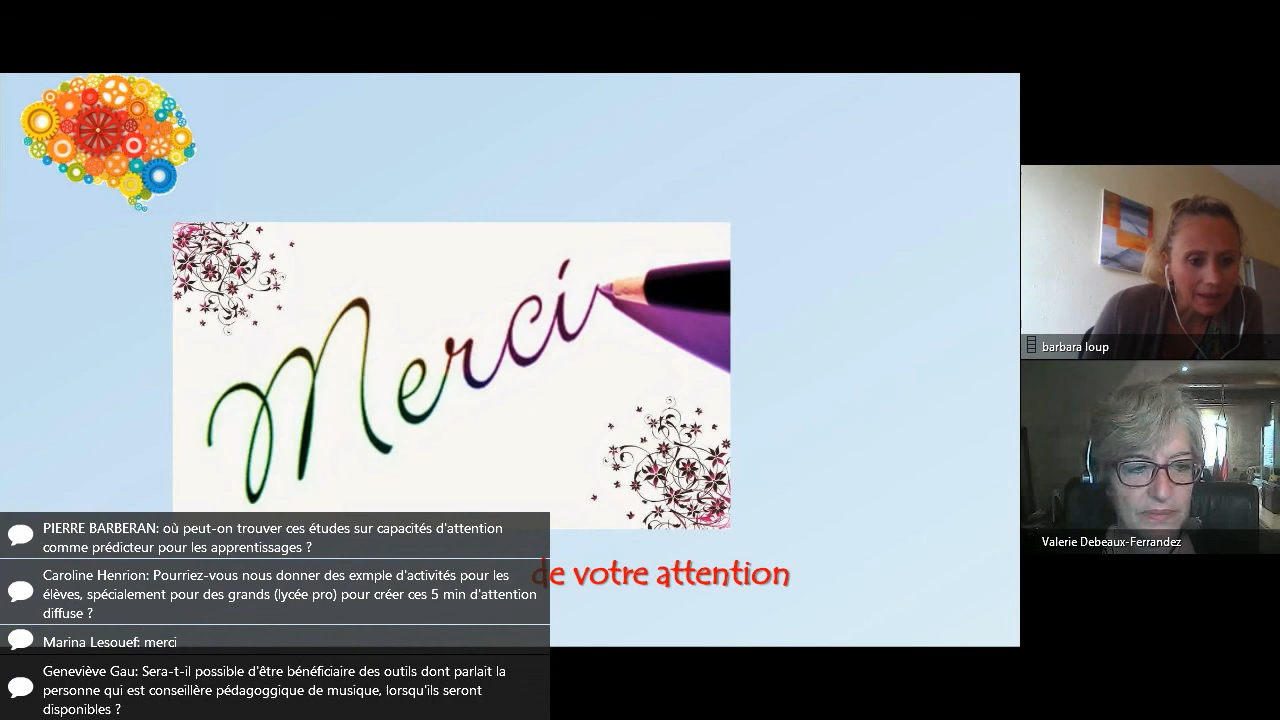 Merci
de votre attention
barbara loup
Valerie Debeaux-Ferrandez
PIERRE BARBERAN: où peut-on trouver ces études sur capacités d'attention
comme prédicteur pour les apprentissages ?
Caroline Henrion: Pourriez-vous nous donner des exmple d'activités pour les
élèves, spécialement pour des grands (lycée pro) pour créer ces 5 min d'attention
diffuse ?
Marina Lesouef: merci
Geneviève Gau: Sera-t-il possible d'être bénéficiaire des outils dont parlait la
personne qui est conseillère pédagoggique de musique, lorsqu'ils seront
disponibles ?